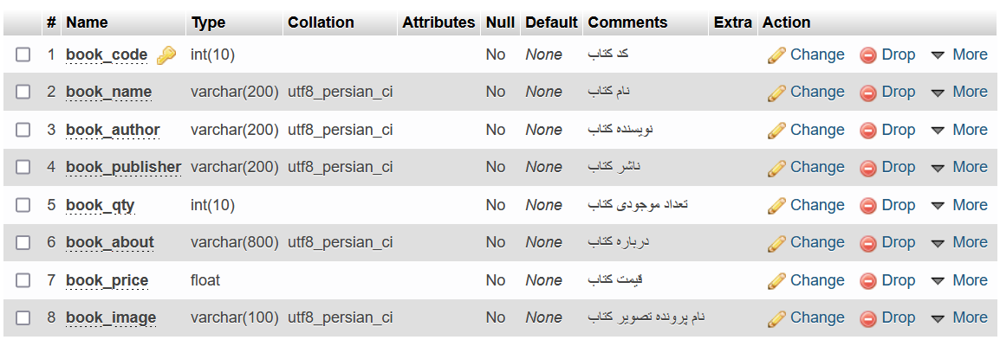 # Name Type Collation Attributes Null Default Comments Extra Action
1 book_code int(10) No None کد کتاب Change Drop More
2 book_name varchar(200) utf8_persian_ci No None نام کتاب Change Drop More
3 book_author varchar(200) utf8_persian_ci No None نویسنده کتاب Change Drop More
4 book_publisher varchar(200) utf8_persian_ci No None ناشر کتاب Change Drop More
5 book_qty int(10) No None تعداد موجودی کتاب Change Drop More
6 book_about varchar(800) utf8_persian_ci No None درباره کتاب Change Drop More
7 book_price float No None قیمت کتاب Change Drop More
8 book_image varchar(100) utf8_persian_ci No None نام پرونده تصویر کتاب Change Drop More